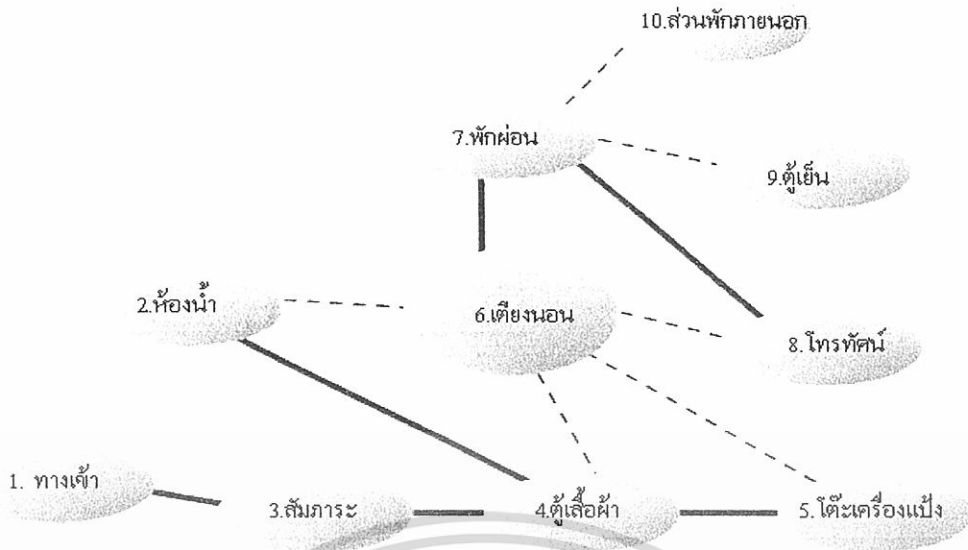 10.ส่วนพักภายนอก
7.พักผ่อน
9.ตู้เย็น
2.ห้องน้ำ
6.เตียงนอน
8.โทรทัศน์
1. ทางเข้า
3.สัมภาระ
4.ตู้เสื้อผ้า
5.โต๊ะเครื่องแป้ง